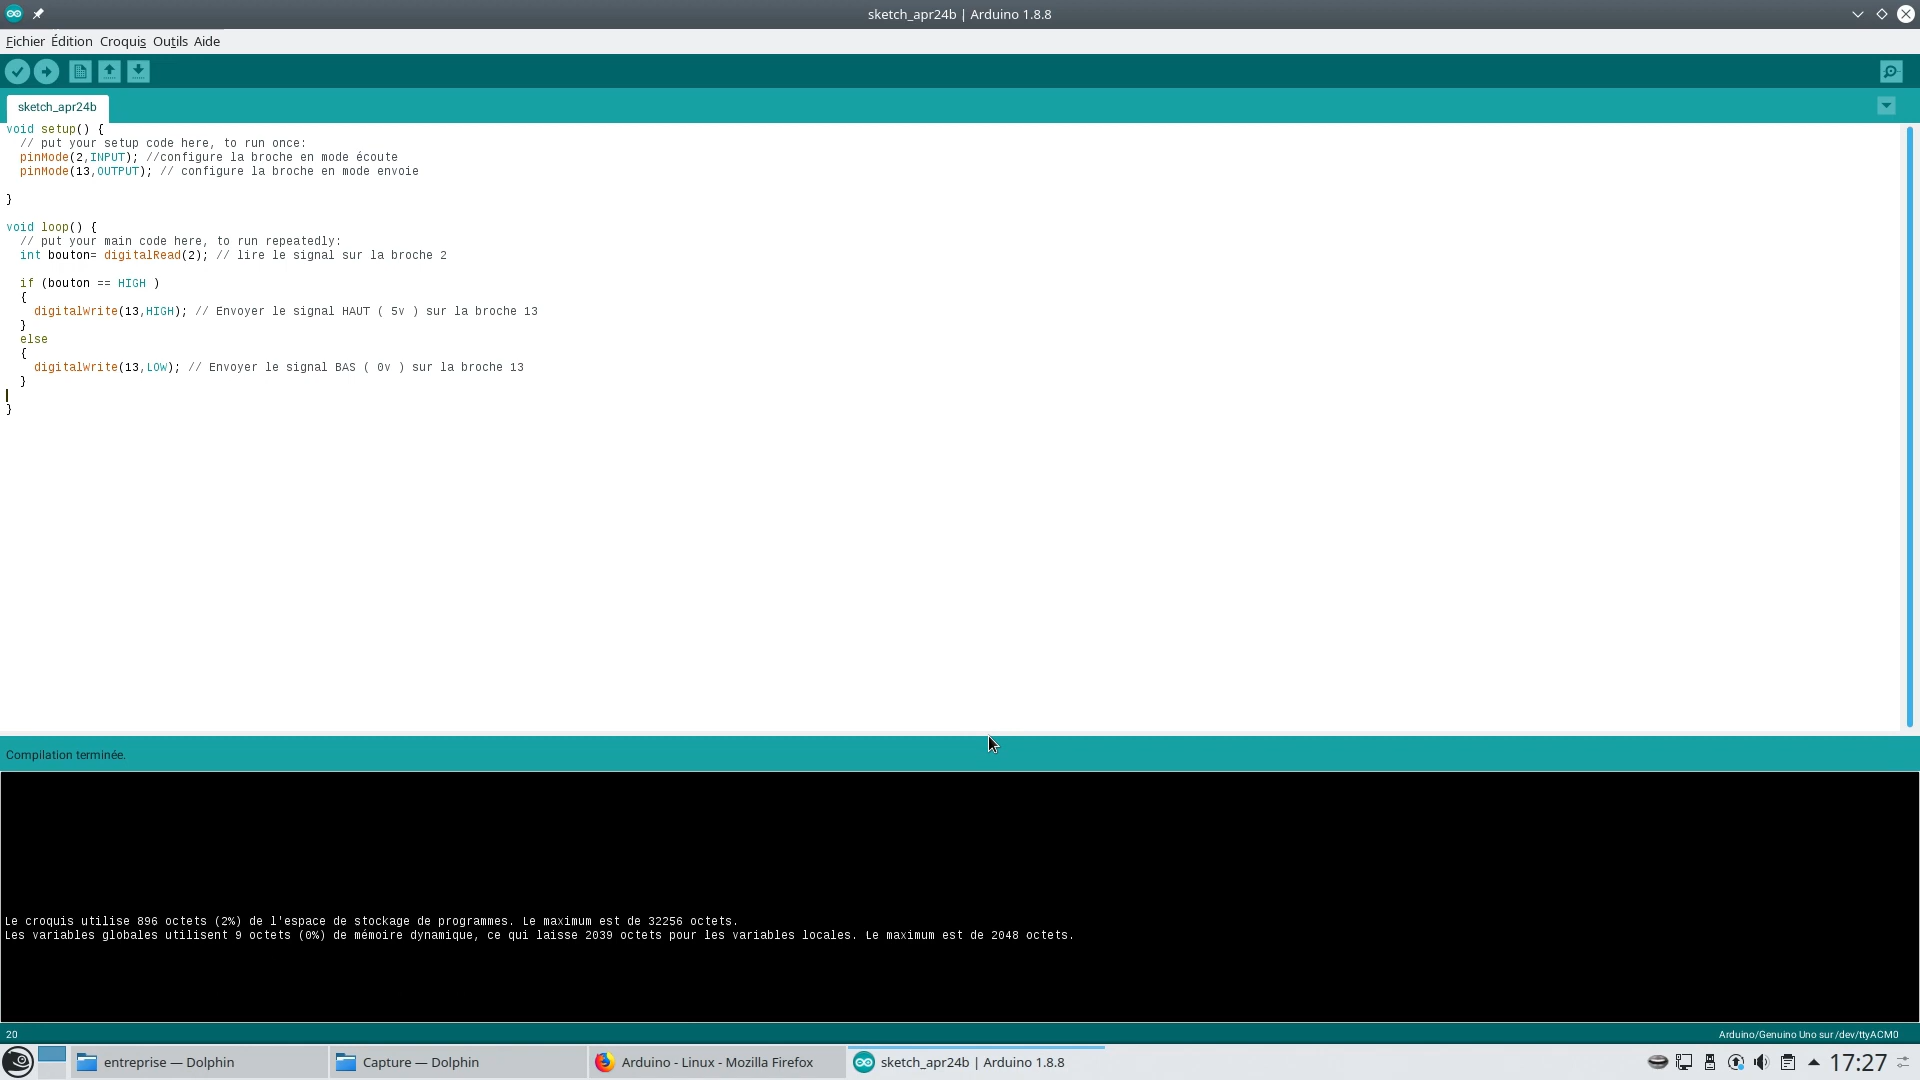 sketch_apr24b | Arduino 1.8.8
Fichier Édition Croquis Outils Aide
sketch_apr24b
void setup() {
  // put your setup code here, to run once:
  pinMode(2,INPUT); //configure la broche en mode écoute
  pinMode(13,OUTPUT); // configure la broche en mode envoie
}
void loop() {
  // put your main code here, to run repeatedly:
  int bouton= digitalRead(2); // lire le signal sur la broche 2
  if (bouton == HIGH )
  {
    digitalWrite(13,HIGH); // Envoyer le signal HAUT ( 5v ) sur la broche 13
  }
  else
  {
    digitalWrite(13,LOW); // Envoyer le signal BAS ( 0v ) sur la broche 13
  }
}
Compilation terminée.
Le croquis utilise 896 octets (2%) de l'espace de stockage de programmes. Le maximum est de 32256 octets.
Les variables globales utilisent 9 octets (0%) de mémoire dynamique, ce qui laisse 2039 octets pour les variables locales. Le maximum est de 2048 octets.
20
Arduino/Genuino Uno sur /dev/ttyACM0
entreprise — Dolphin
Capture — Dolphin
Arduino - Linux - Mozilla Firefox
sketch_apr24b | Arduino 1.8.8
17:27